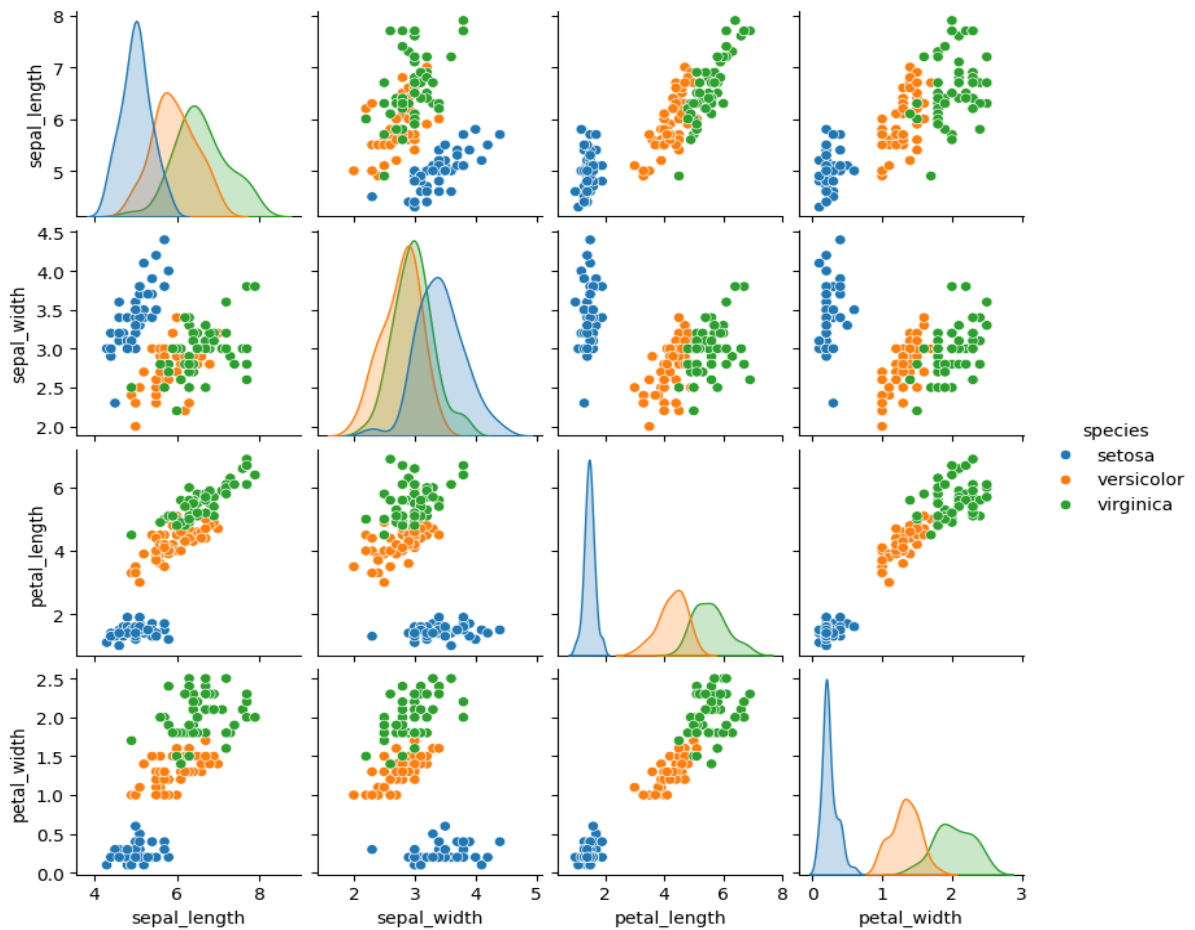 8
7
6
5
sepal_length
4.5
4.0
3.5
3.0
2.5
2.0
sepal_width
species
setosa
versicolor
virginica
6
4
2
petal_length
2.5
2.0
1.5
1.0
0.5
0.0
petal_width
4 6 8
sepal_length
2 3 4 5
sepal_width
2 4 6 8
petal_length
0 1 2 3
petal_width